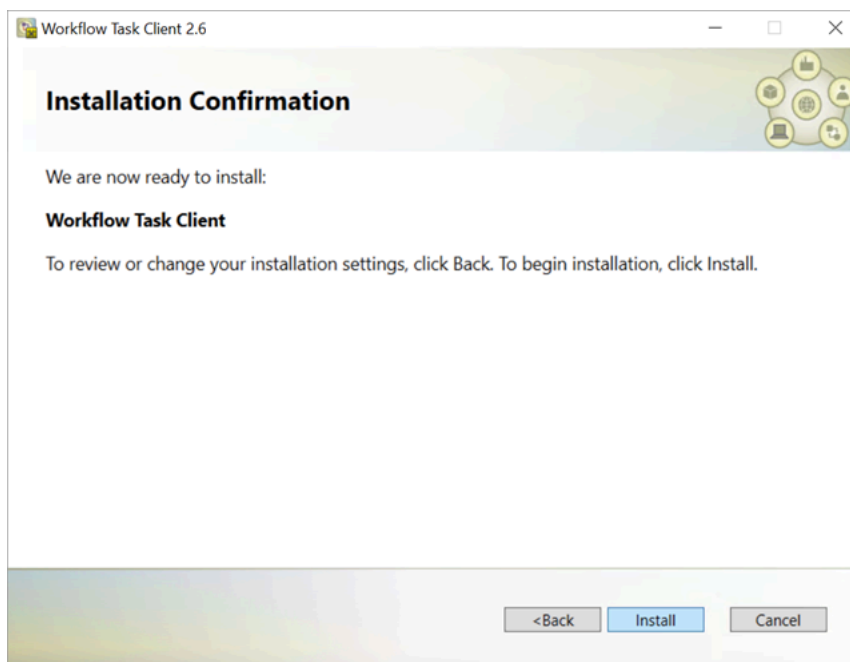 Workflow Task Client 2.6
Installation Confirmation
We are now ready to install:
Workflow Task Client
To review or change your installation settings, click Back. To begin installation, click Install.
<Back
Install
Cancel